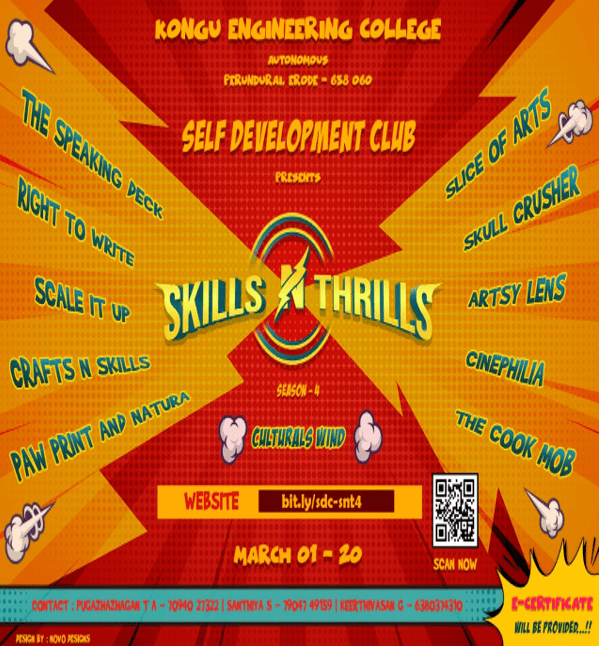 KONGU ENGINEERING COLLEGE
AUTONOMOUS
PERUNDURAI, ERODE - 638 060
SELF DEVELOPMENT CLUB
PRESENTS
THE SPEAKING DECK
RIGHT TO WRITE
SCALE IT UP
CRAFTS N SKILLS
PAW PRINT AND NATURA
SLICE OF ARTS
SKULL CRUSHER
ARTSY LENS
CINEPHILIA
THE COOK MOB
SKILLS N THRILLS
SEASON - 4
CULTURALS WIND
WEBSITE bit.ly/sdc-snt4
SCAN NOW
MARCH 01 - 20
CONTACT : PUGAZHAZHAGAN T A - 70940 21322 | SANTHIYA S - 79047 49159 | KEERTHIVASAN G - 6380374310
E-CERTIFICATE
WILL BE PROVIDED...!!
DESIGN BY : NOVO DESIGNS